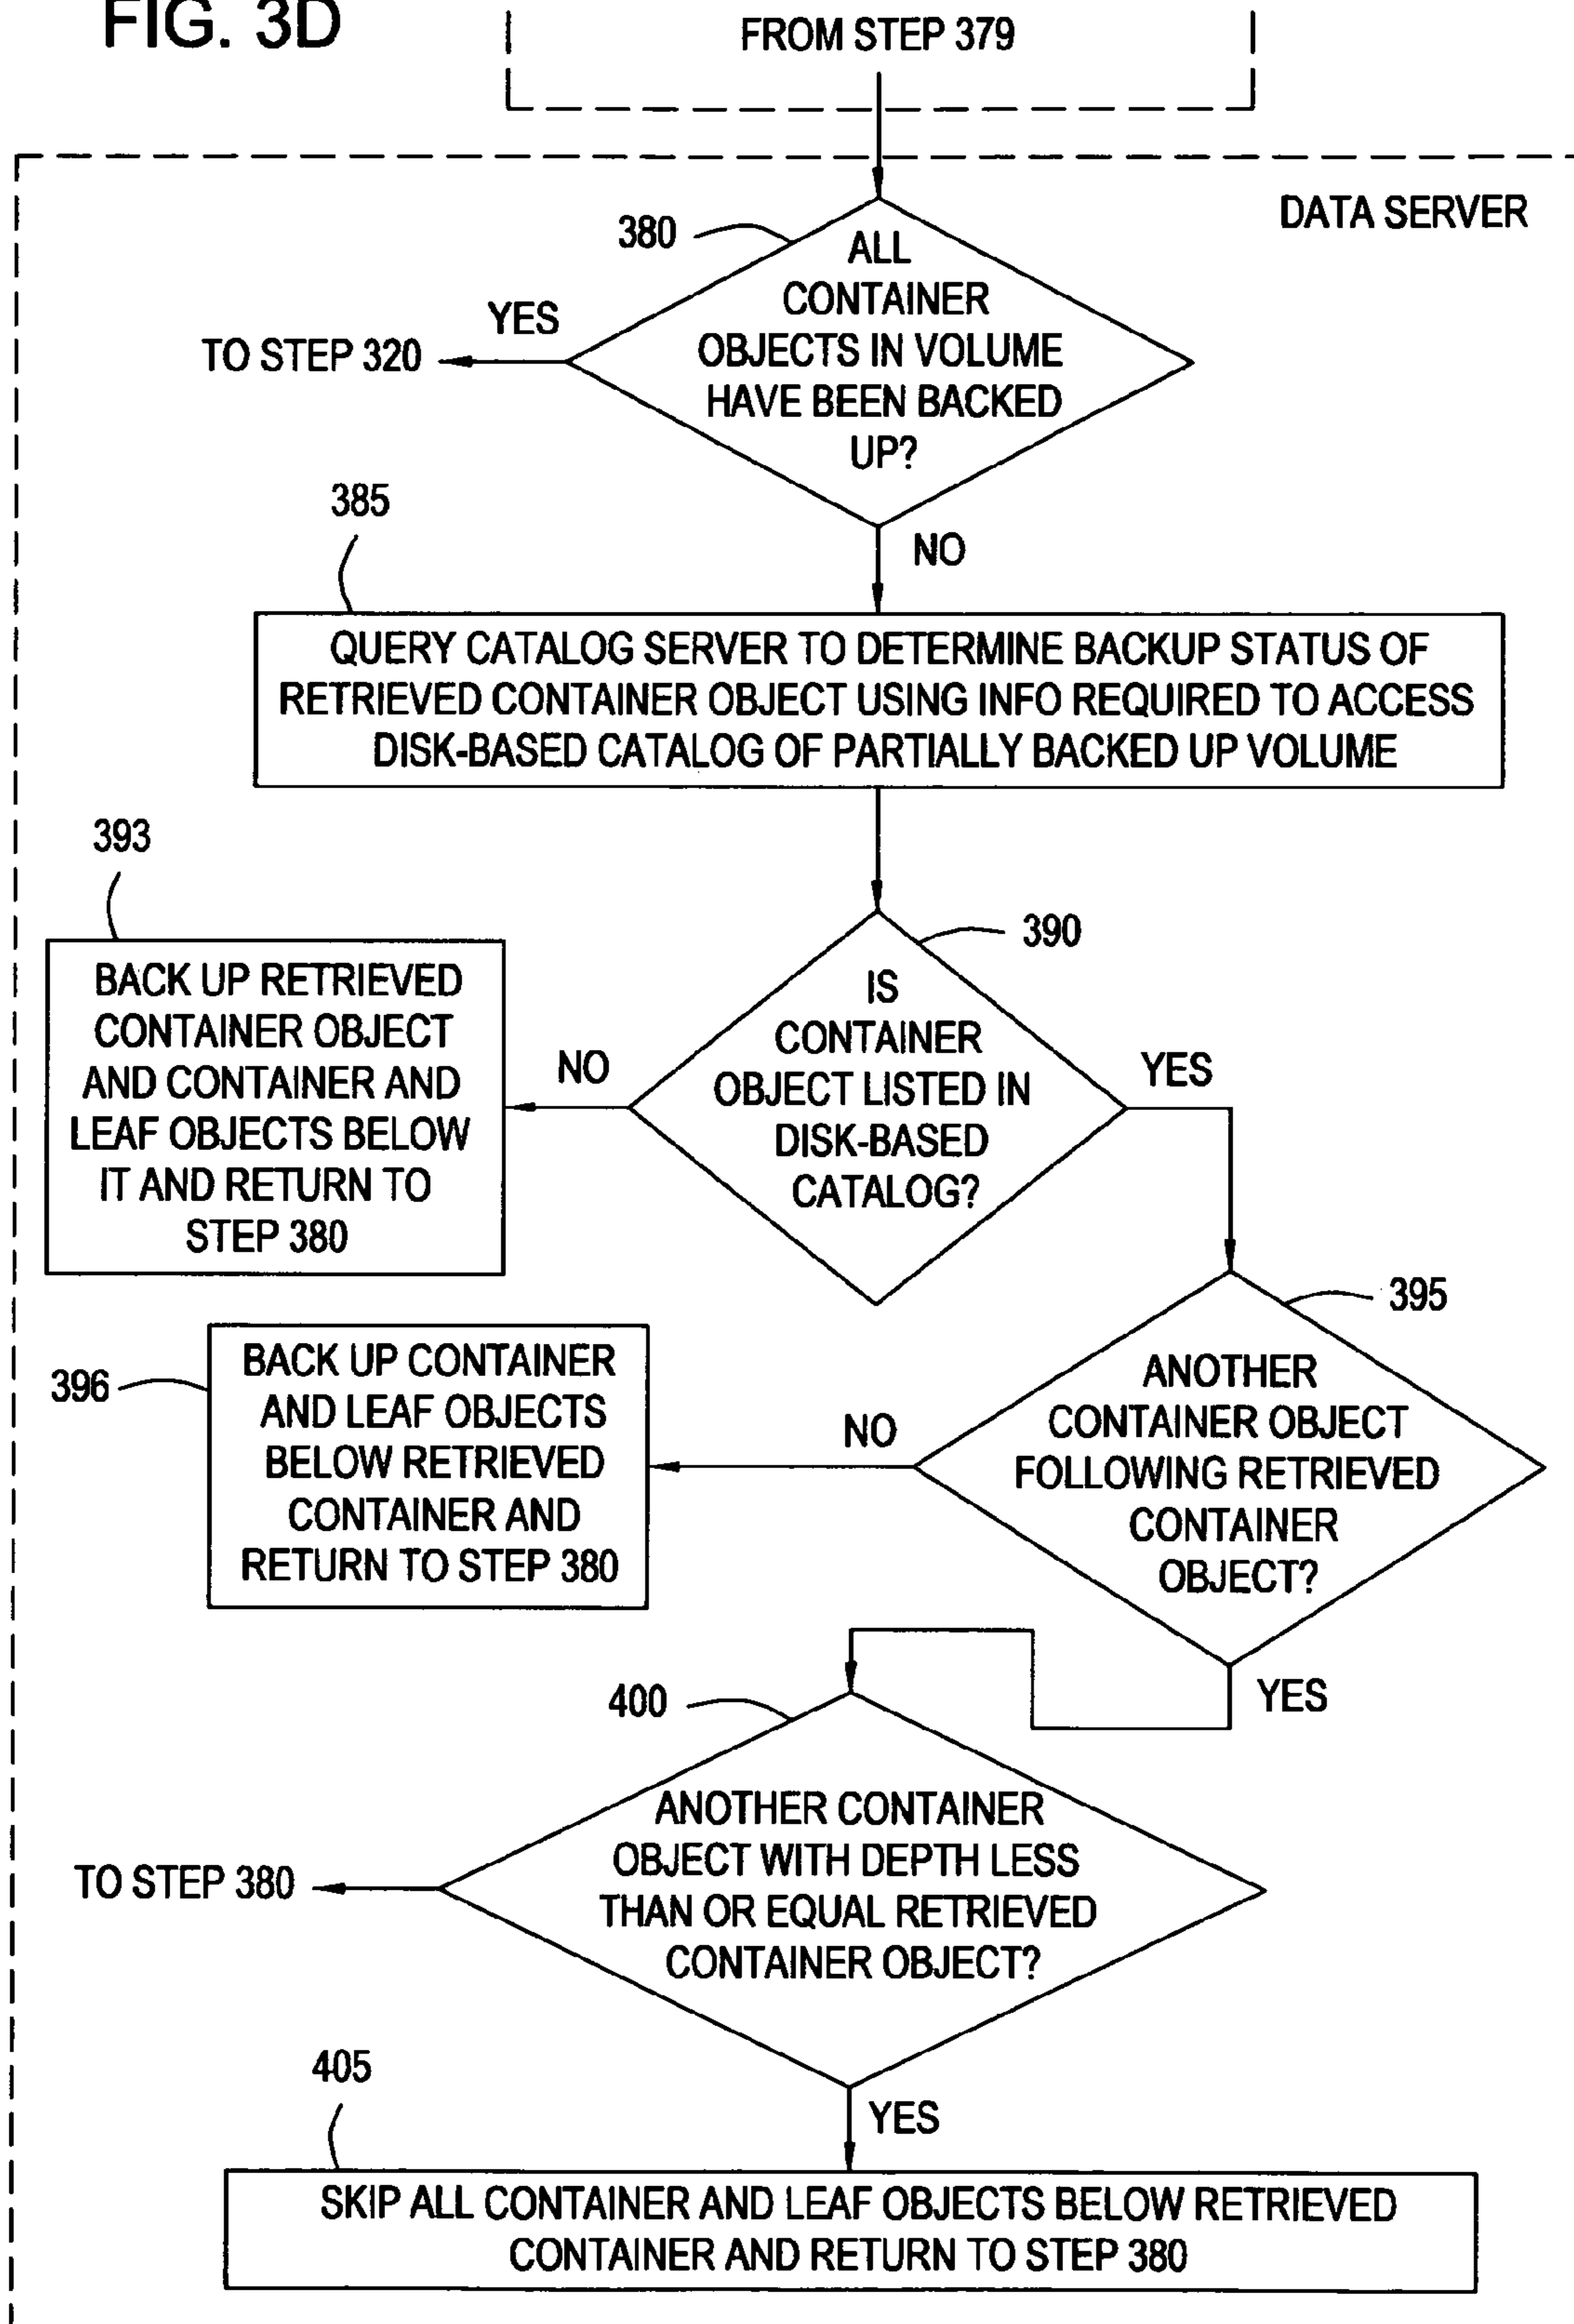 FIG. 3D
FROM STEP 379
DATA SERVER
380
ALL
CONTAINER
OBJECTS IN VOLUME
HAVE BEEN BACKED
UP?
YES
TO STEP 320
NO
385
QUERY CATALOG SERVER TO DETERMINE BACKUP STATUS OF
RETRIEVED CONTAINER OBJECT USING INFO REQUIRED TO ACCESS
DISK-BASED CATALOG OF PARTIALLY BACKED UP VOLUME
390
IS
CONTAINER
OBJECT LISTED IN
DISK-BASED
CATALOG?
NO
393
BACK UP RETRIEVED
CONTAINER OBJECT
AND CONTAINER AND
LEAF OBJECTS BELOW
IT AND RETURN TO
STEP 380
YES
395
ANOTHER
CONTAINER OBJECT
FOLLOWING RETRIEVED
CONTAINER
OBJECT?
NO
396
BACK UP CONTAINER
AND LEAF OBJECTS
BELOW RETRIEVED
CONTAINER AND
RETURN TO STEP 380
YES
400
ANOTHER CONTAINER
OBJECT WITH DEPTH LESS
THAN OR EQUAL RETRIEVED
CONTAINER OBJECT?
TO STEP 380
YES
405
SKIP ALL CONTAINER AND LEAF OBJECTS BELOW RETRIEVED
CONTAINER AND RETURN TO STEP 380